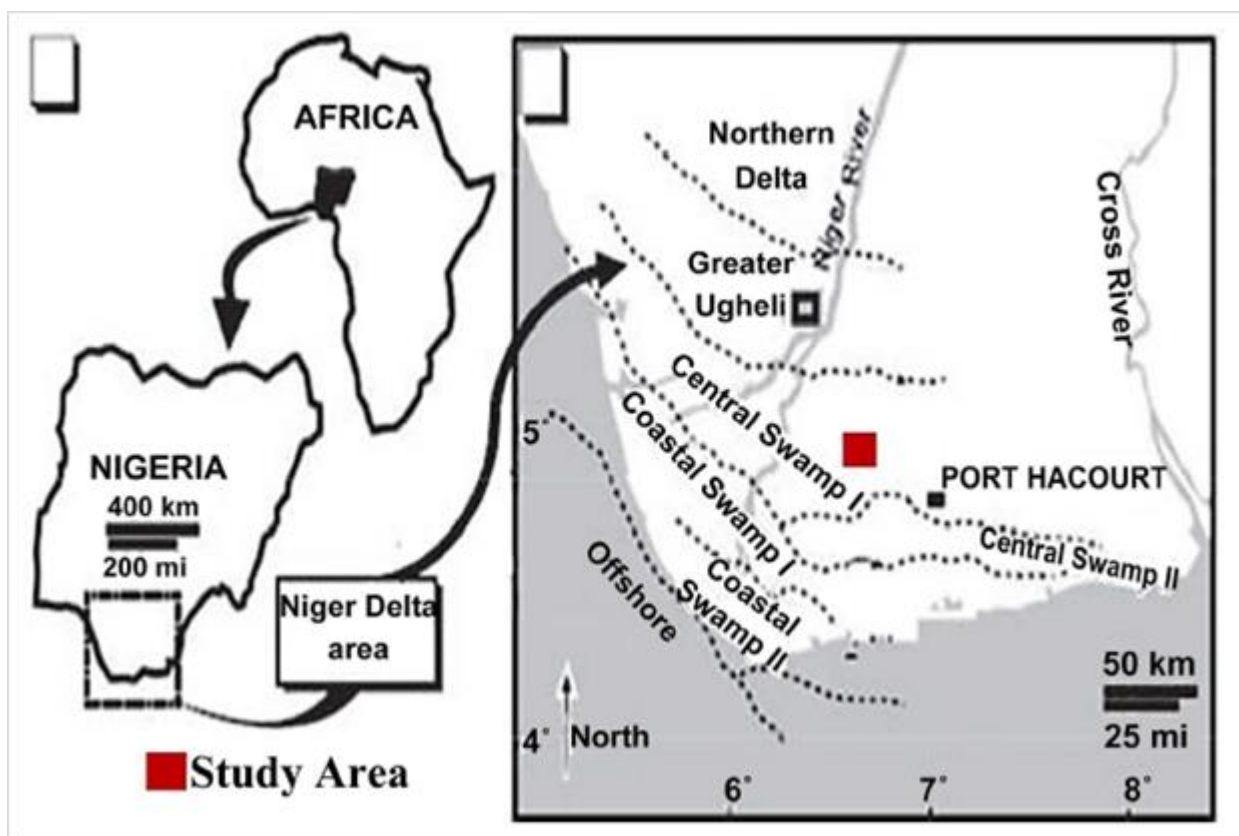 AFRICA
NIGERIA
400 km
200 mi
Niger Delta
area
Study Area
Northern
Delta
Niger River
Cross River
Greater
Ugheli
Central Swamp I
Coastal Swamp I
5°
PORT HACOURT
Central Swamp II
Offshore
Coastal
Swamp II
50 km
25 mi
4°
North
6°
7°
8°